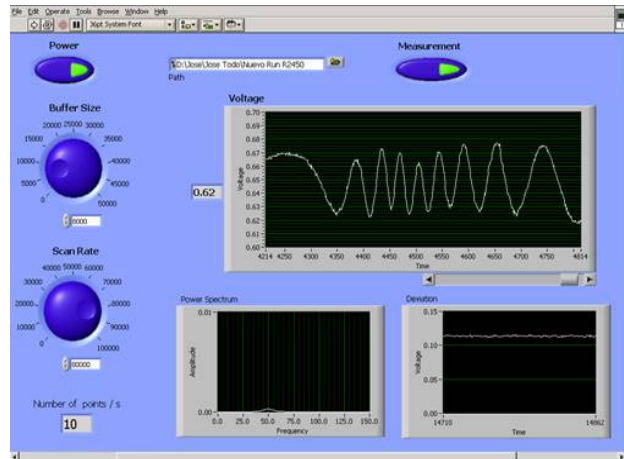 File Edit Operate Tools Browse Window Help
36pt System Font
Power
D:\Jose\Jose Todo\Nuevo Run R2450
Path
Measurement
Buffer Size
20000 25000 30000
15000 35000
10000 40000
5000 45000
0 50000
8000
Voltage
0.62
Voltage
0.70
0.69
0.68
0.67
0.66
0.65
0.64
0.63
0.62
0.61
0.60
4214 4250 4300 4350 4400 4450 4500 4550 4600 4650 4700 4750 4814
Time
Scan Rate
40000 50000 60000
30000 70000
20000 80000
10000 90000
0 100000
80000
Number of points / s
10
Power Spectrum
Amplitude
0.01
0.00
0.0 25.0 50.0 75.0 100.0 125.0 150.0
Frequency
Deviation
Voltage
0.15
0.10
0.05
0.00
14710 14862
Time